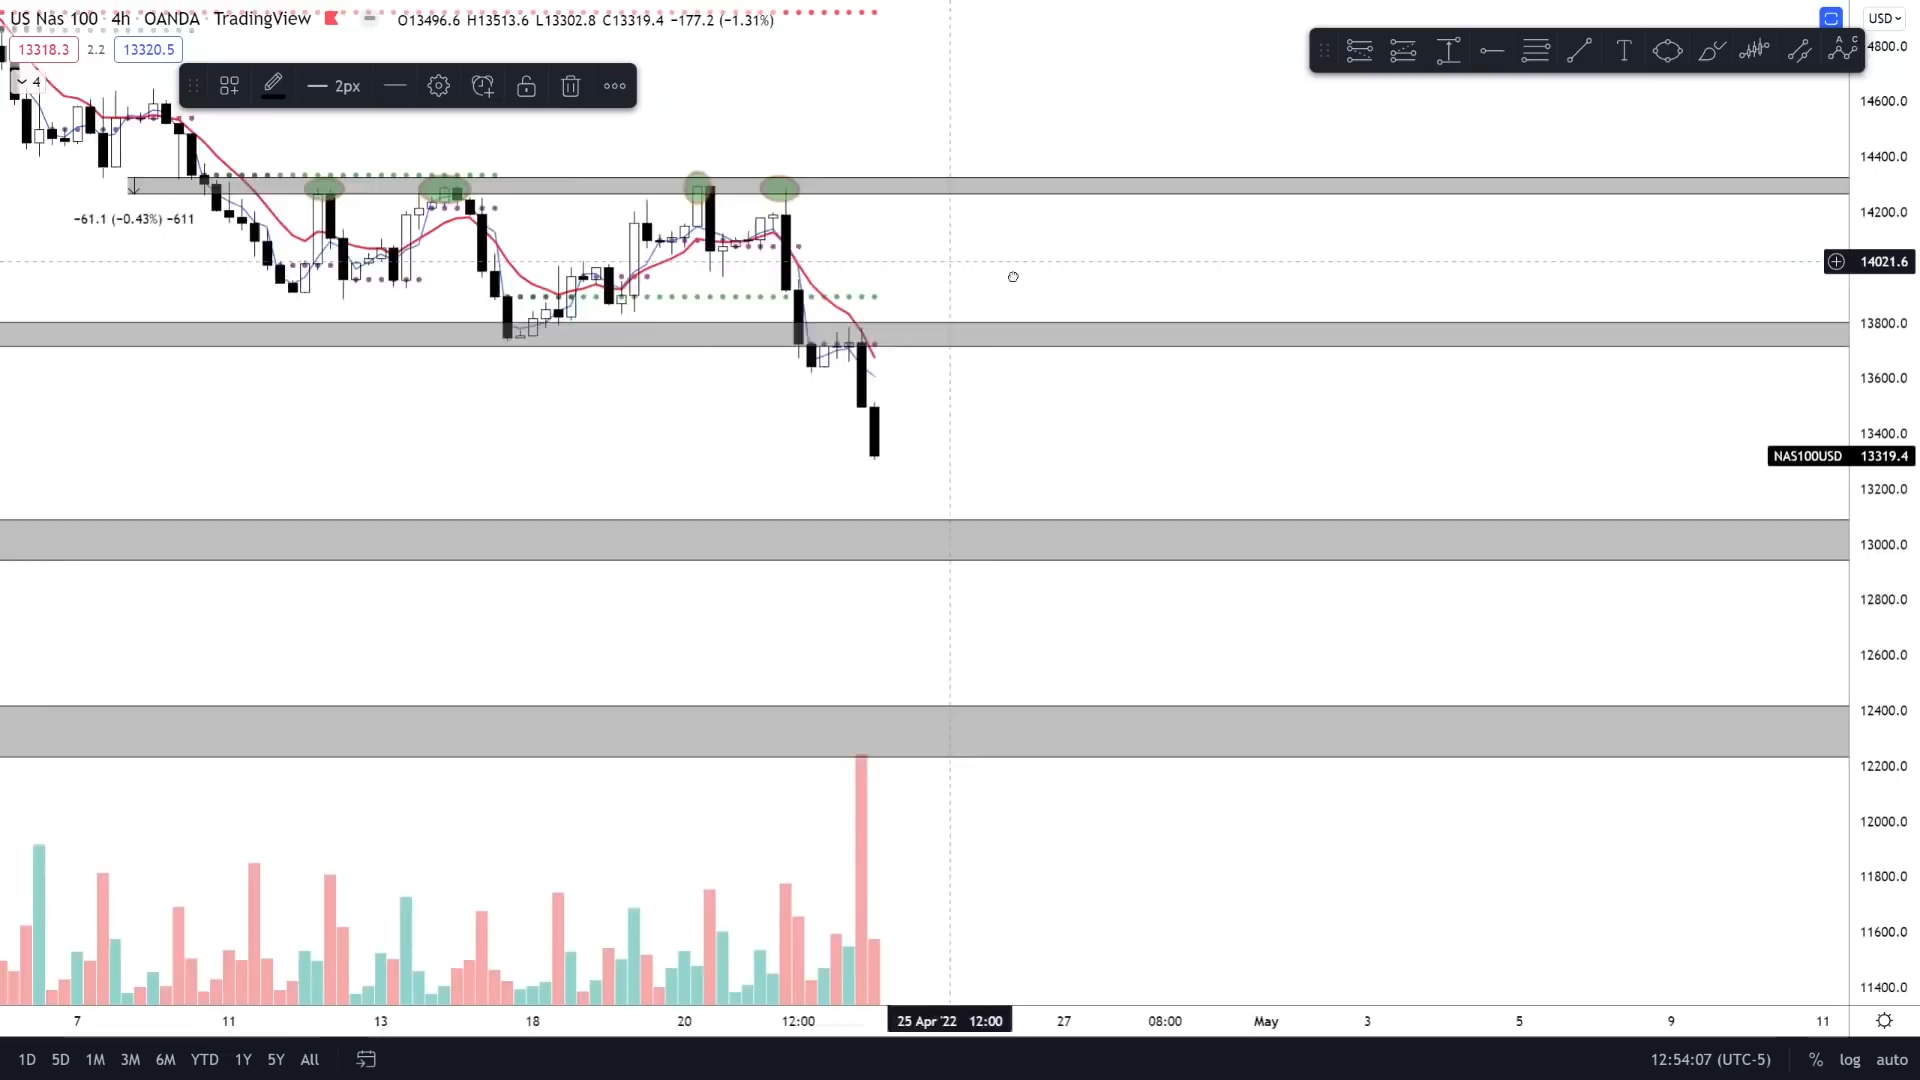 US Nas 100 · 4h · OANDA · TradingView
O13496.6 H13513.6 L13302.8 C13319.4 −177.2 (−1.31%)
USD
13318.3 2.2 13320.5
4
2px
T
A C
4800.0
14600.0
14400.0
14200.0
−61.1 (−0.43%) −611
14021.6
13800.0
13600.0
13400.0
NAS100USD 13319.4
13200.0
13000.0
12800.0
12600.0
12400.0
12200.0
12000.0
11800.0
11600.0
11400.0
7 11 13 18 20 12:00 25 Apr '22 12:00 27 08:00 May 3 5 9 11
1D 5D 1M 3M 6M YTD 1Y 5Y All 12:54:07 (UTC-5) % log auto